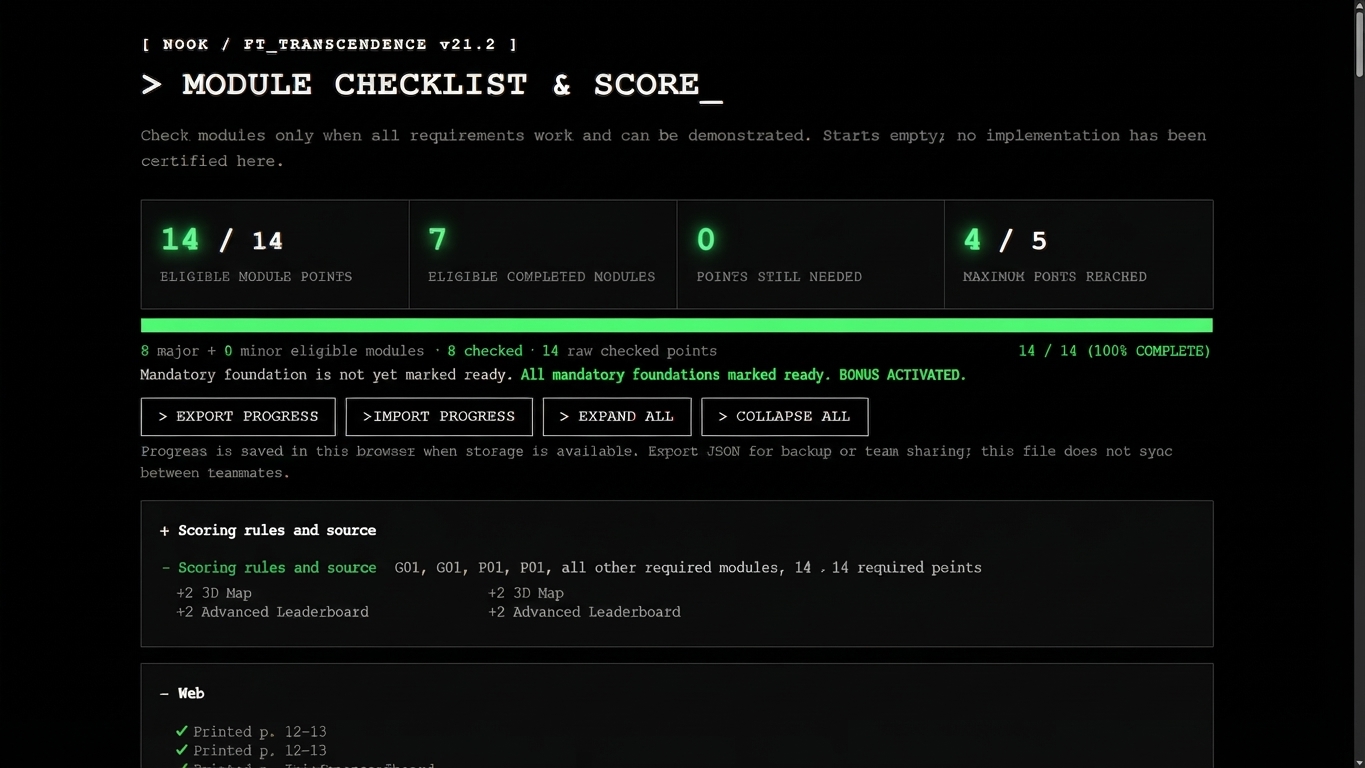 [ NOOK / FT_TRANSCENDENCE v21.2 ]
> MODULE CHECKLIST & SCORE_
Check modules only when all requirements work and can be demonstrated. Starts empty; no implementation has been
certified here.
14 / 14
ELIGIBLE MODULE POINTS
7
ELIGIBLE COMPLETED NODULES
0
POINTS STILL NEEDED
4 / 5
MAXIMUM PONTS REACHED
8 major + 0 minor eligible modules · 8 checked · 14 raw checked points
14 / 14 (100% COMPLETE)
Mandatory foundation is not yet marked ready. All mandatory foundations marked ready. BONUS ACTIVATED.
> EXPORT PROGRESS
>IMPORT PROGRESS
> EXPAND ALL
> COLLAPSE ALL
Progress is saved in this browser when storage is available. Export JSON for backup or team sharing; this file does not sync
between teammates.
+ Scoring rules and source
– Scoring rules and source G01, G01, P01, P01, all other required modules, 14 . 14 required points
+2 3D Map +2 3D Map
+2 Advanced Leaderboard +2 Advanced Leaderboard
– Web
✓ Printed p. 12–13
✓ Printed p. 12–13